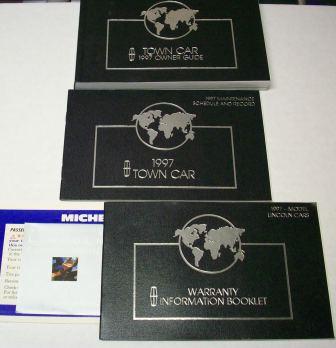 TOWN CAR
1997 OWNER GUIDE
1997 MAINTENANCE
SCHEDULE AND RECORD
1997
TOWN CAR
1997 - MODEL
LINCOLN CARS
WARRANTY
INFORMATION BOOKLET
MICHE
PASSE